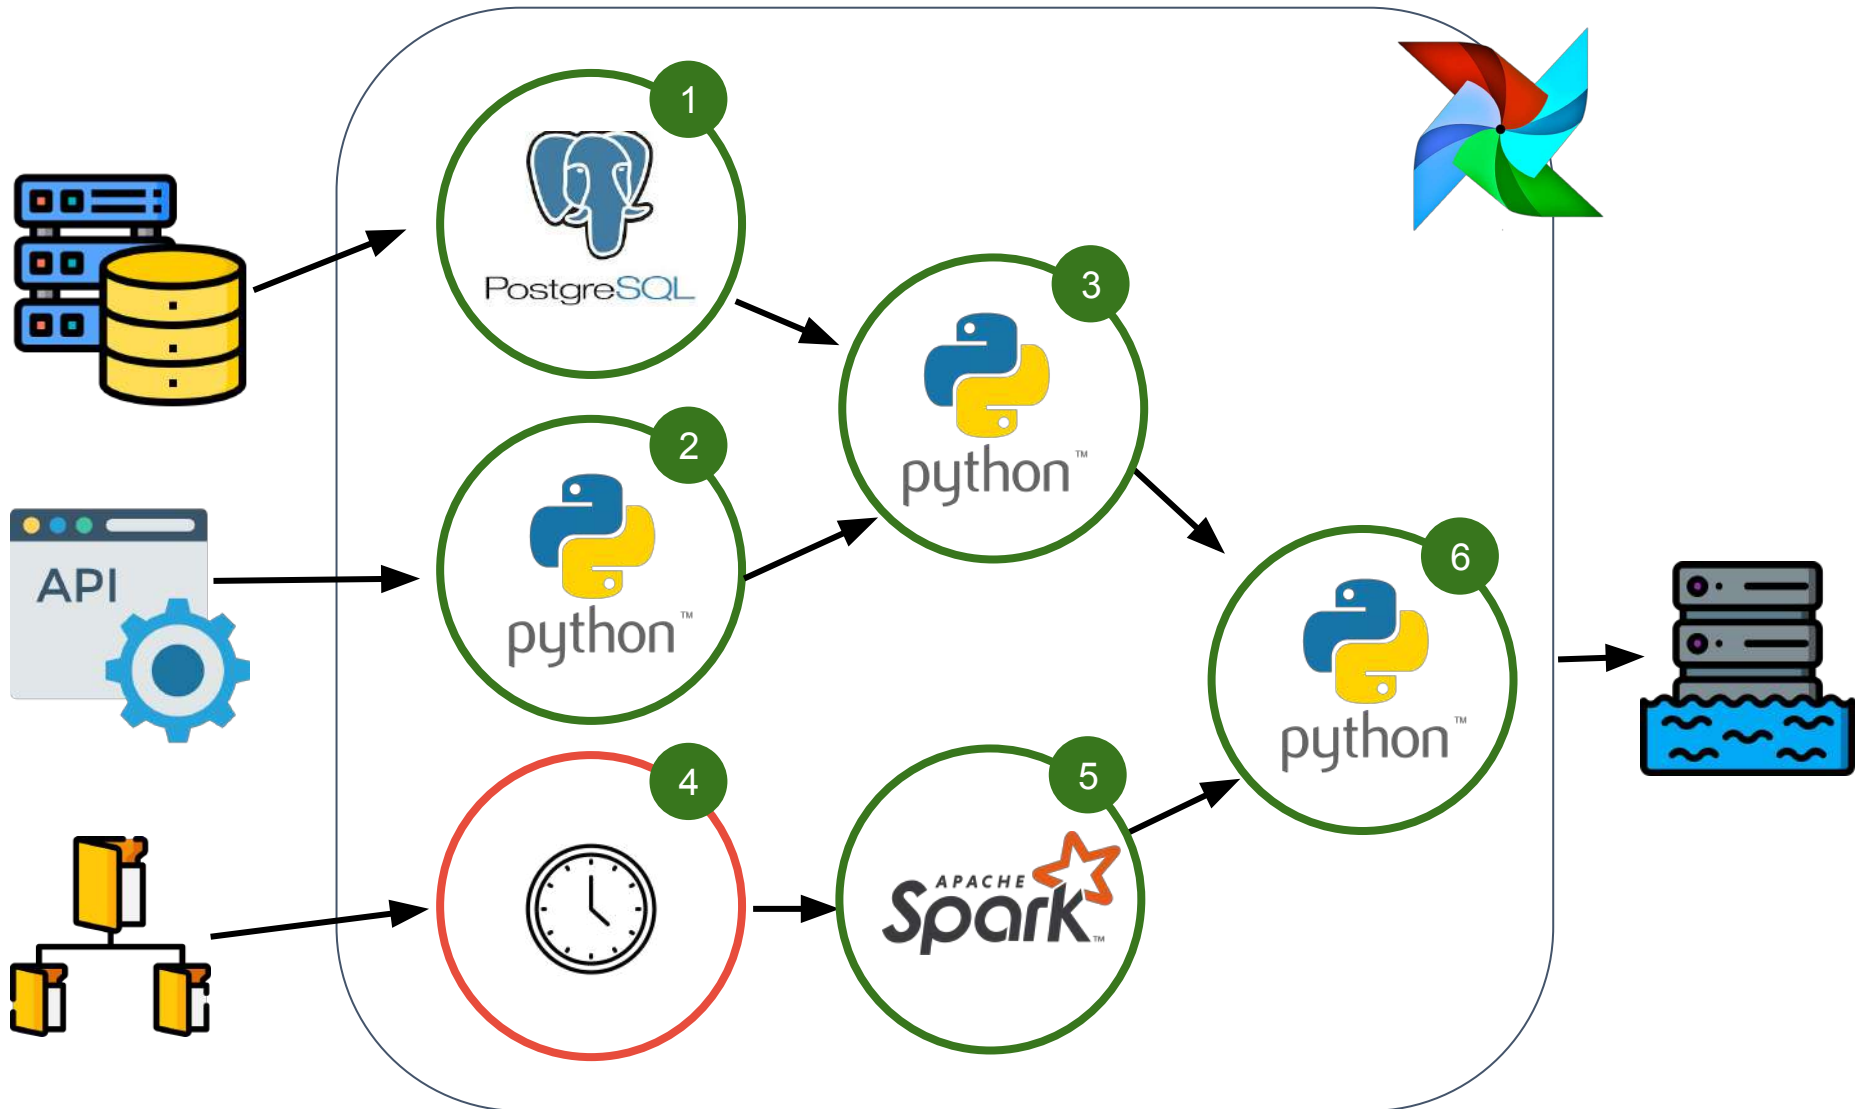 1
PostgreSQL
2
python™
3
python™
API
4
5
APACHE
Spark™
6
python™